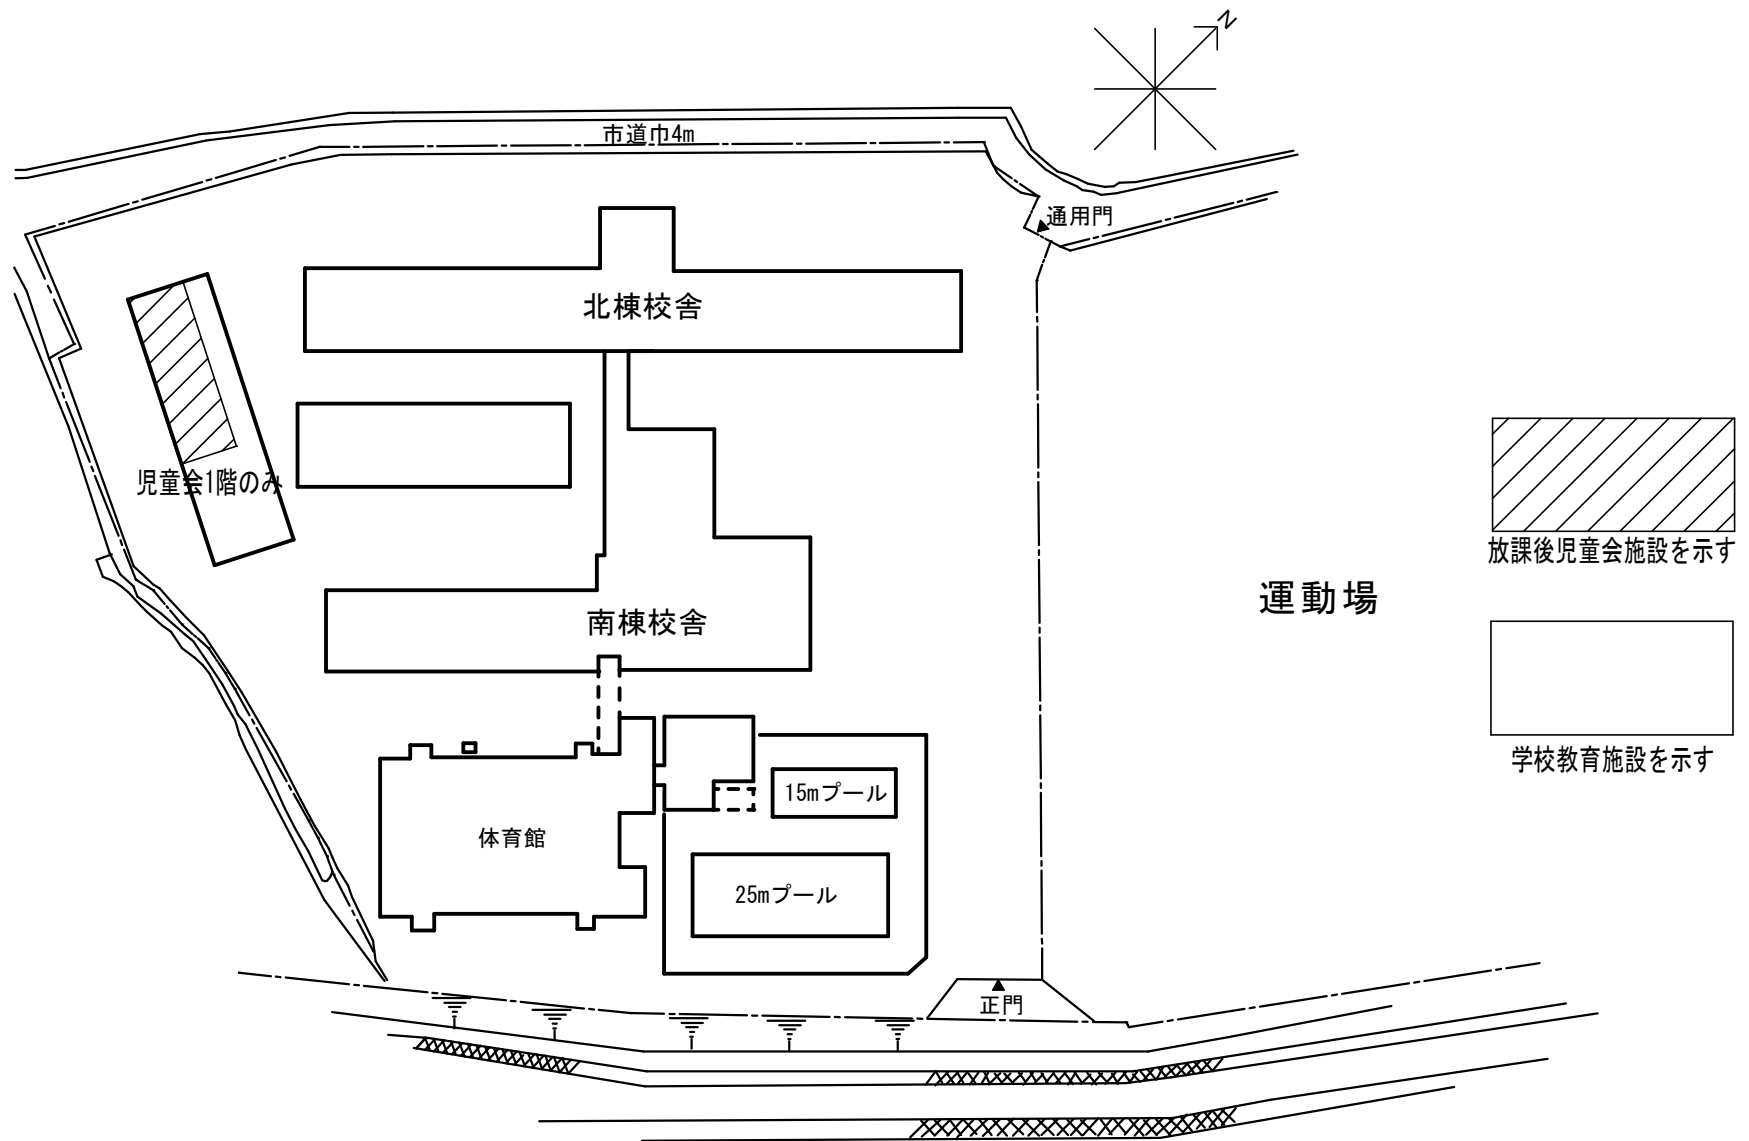 N
市道巾4m
通用門
北棟校舎
児童会1階のみ
放課後児童会施設を示す
運動場
南棟校舎
学校教育施設を示す
15mプール
体育館
25mプール
正門